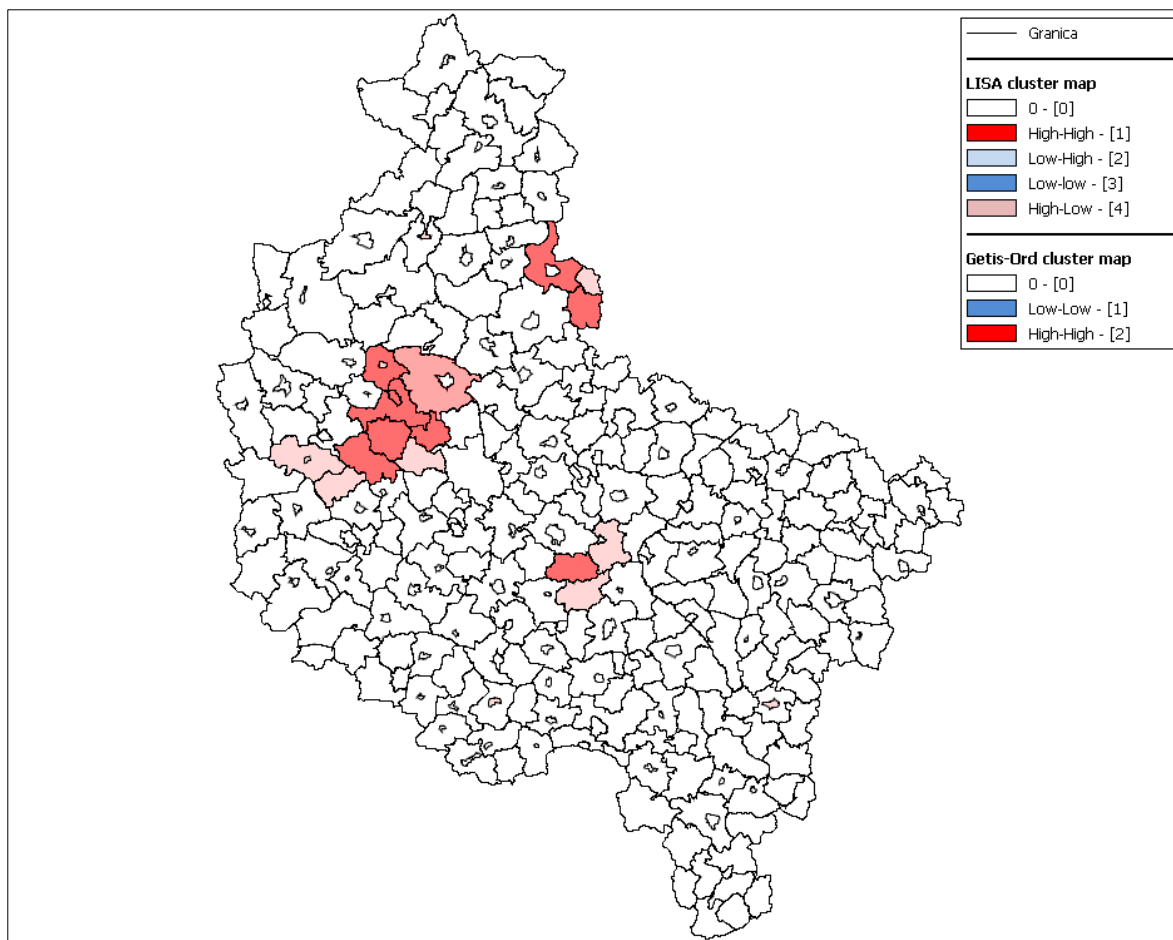 Granica
LISA cluster map
0 - [0]
High-High - [1]
Low-High - [2]
Low-low - [3]
High-Low - [4]
Getis-Ord cluster map
0 - [0]
Low-Low - [1]
High-High - [2]